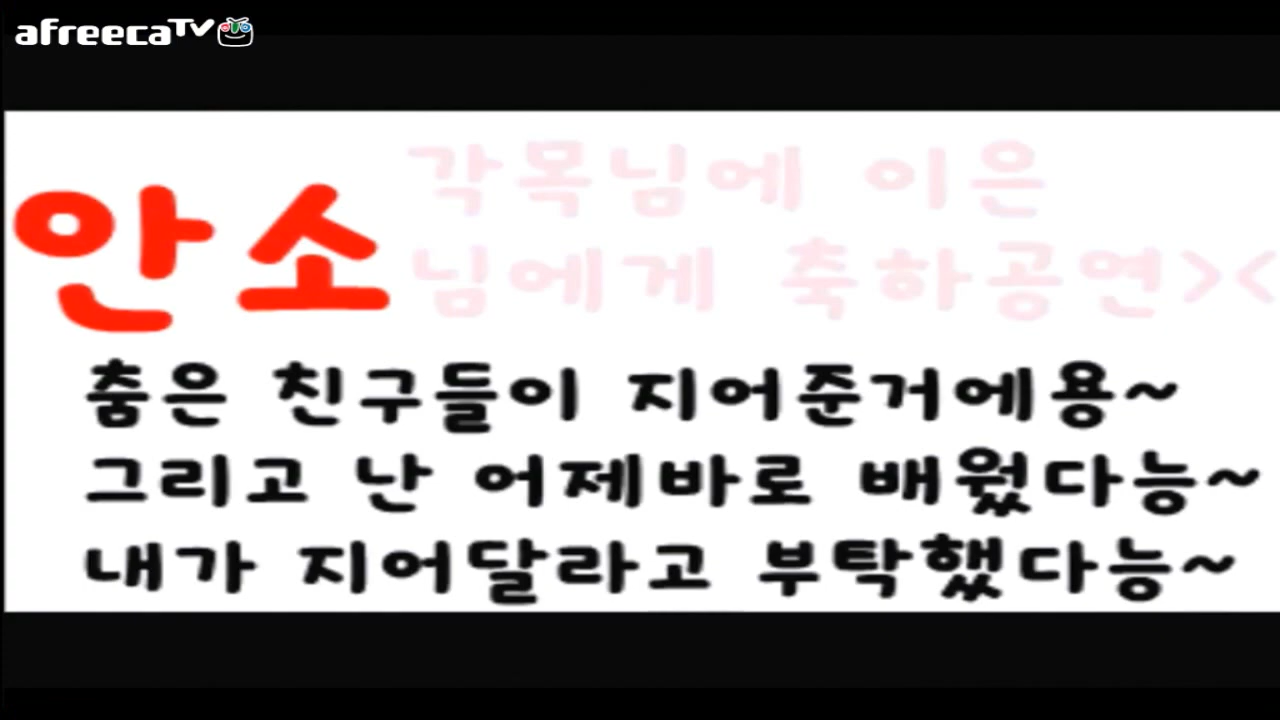 afreecaTV
각목님에 이은
안소
님에게 축하공연><
춤은 친구들이 지어준거에용~
그리고 난 어제바로 배웠다능~
내가 지어달라고 부탁했다능~